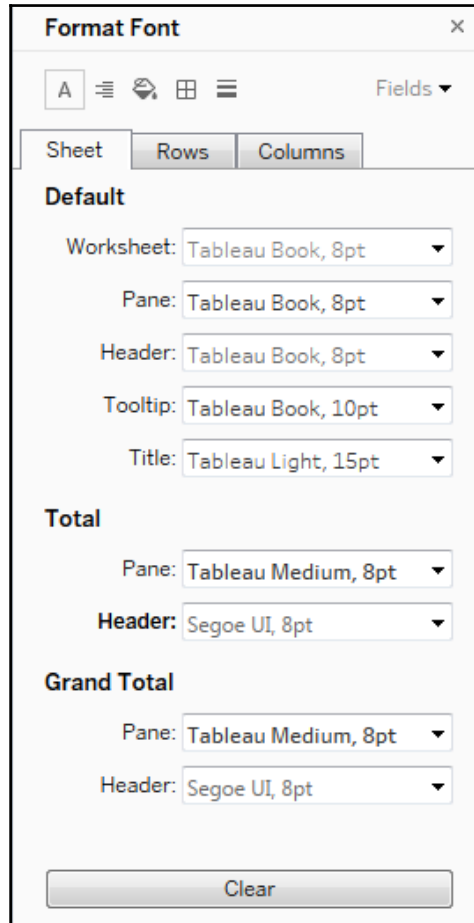 Format Font
A
Fields
Sheet Rows Columns
Default
Worksheet: Tableau Book, 8pt
Pane: Tableau Book, 8pt
Header: Tableau Book, 8pt
Tooltip: Tableau Book, 10pt
Title: Tableau Light, 15pt
Total
Pane: Tableau Medium, 8pt
Header: Segoe UI, 8pt
Grand Total
Pane: Tableau Medium, 8pt
Header: Segoe UI, 8pt
Clear